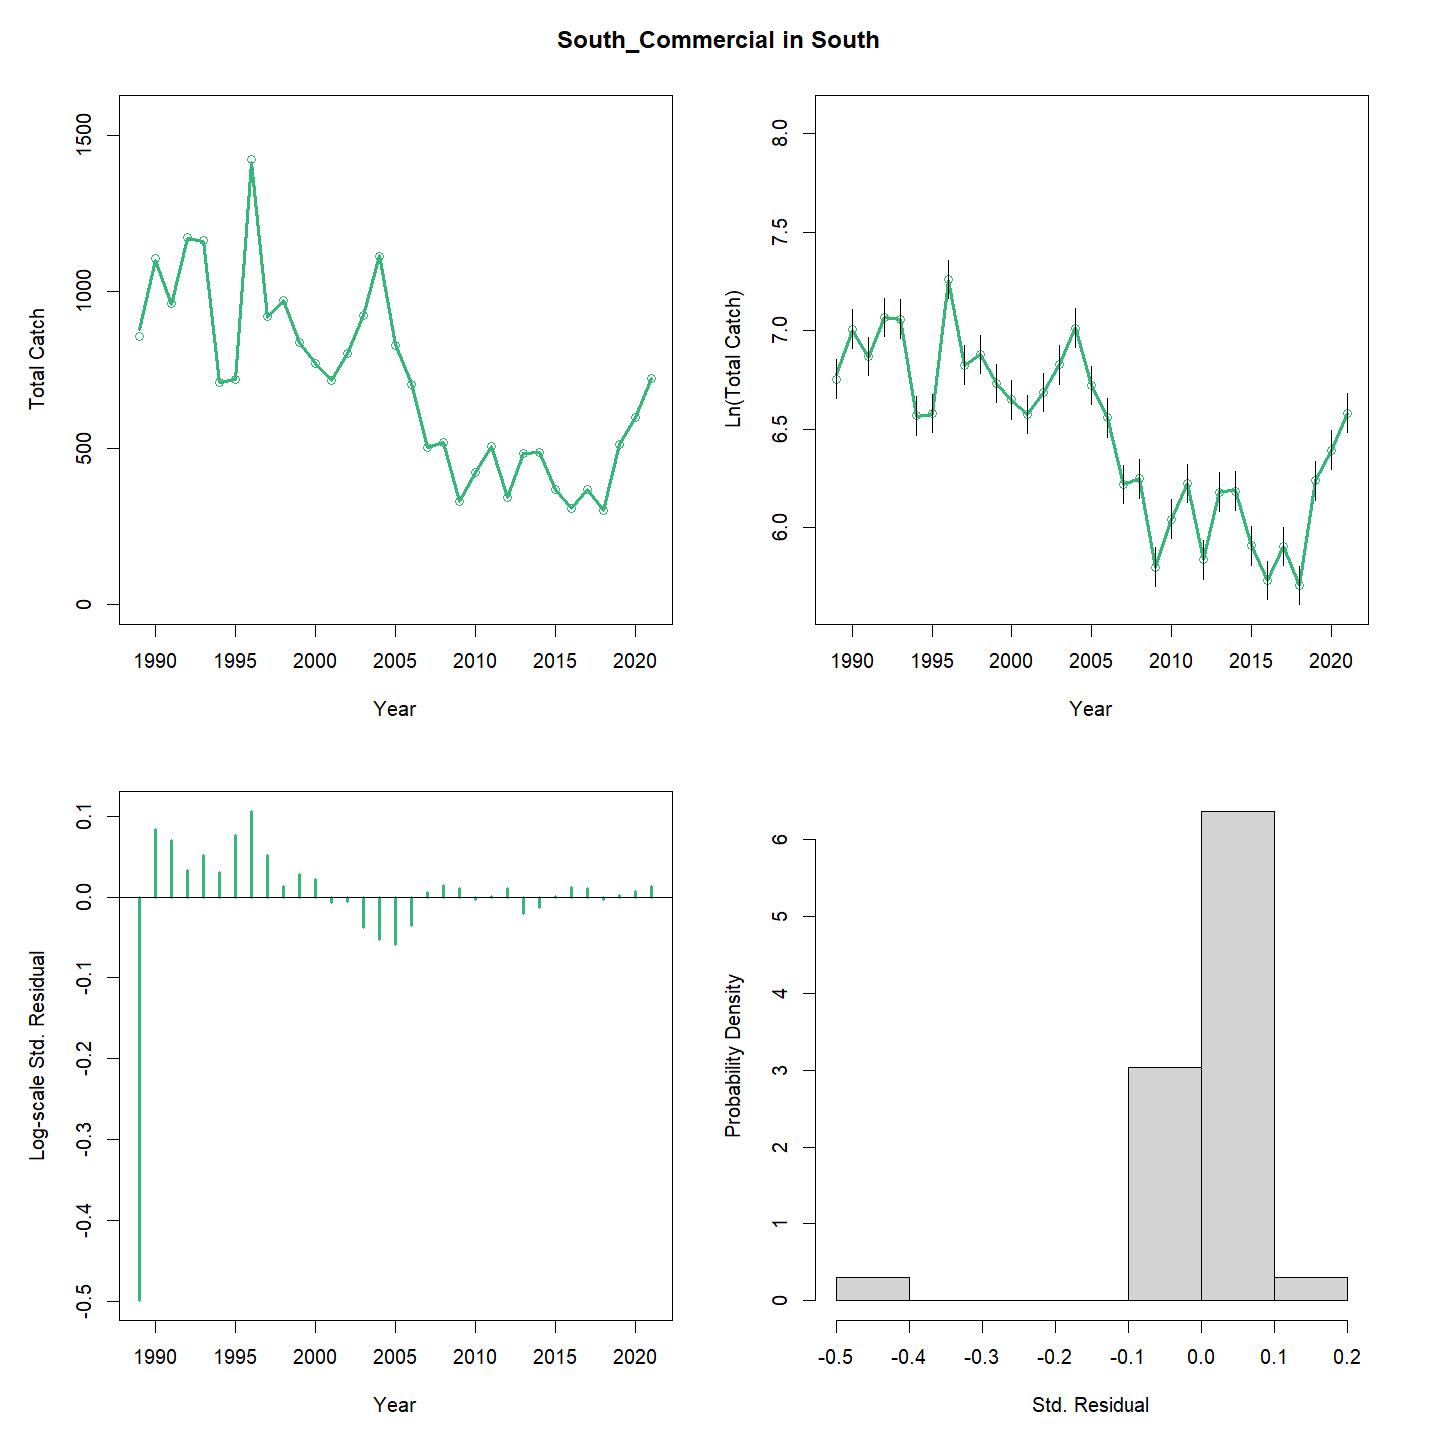 South_Commercial in South
Total Catch
1500
1000
500
0
1990 1995 2000 2005 2010 2015 2020
Year
Ln(Total Catch)
8.0
7.5
7.0
6.5
6.0
1990 1995 2000 2005 2010 2015 2020
Year
Log-scale Std. Residual
0.1
0.0
-0.1
-0.2
-0.3
-0.4
-0.5
1990 1995 2000 2005 2010 2015 2020
Year
Probability Density
6
5
4
3
2
1
0
-0.5 -0.4 -0.3 -0.2 -0.1 0.0 0.1 0.2
Std. Residual